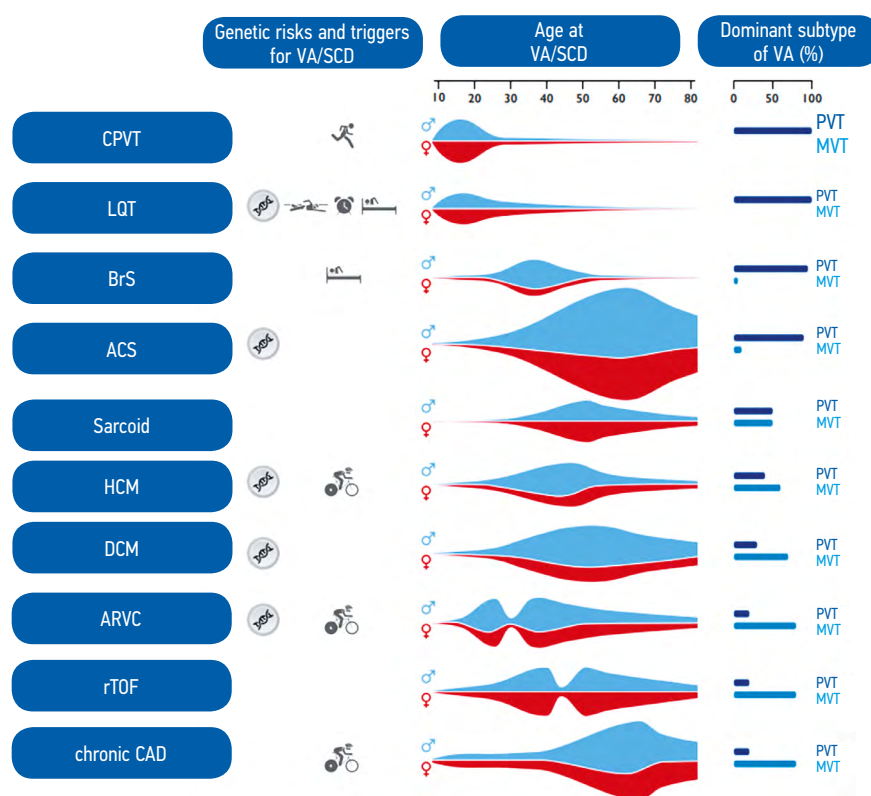 Genetic risks and triggers
for VA/SCD
Age at
VA/SCD
Dominant subtype
of VA (%)
10 20 30 40 50 60 70 80
0 50 100
CPVT
♂
♀
PVT
MVT
LQT
♂
♀
PVT
MVT
BrS
♂
♀
PVT
MVT
ACS
♂
♀
PVT
MVT
Sarcoid
♂
♀
PVT
MVT
HCM
♂
♀
PVT
MVT
DCM
♂
♀
PVT
MVT
ARVC
♂
♀
PVT
MVT
rTOF
♂
♀
PVT
MVT
chronic CAD
♂
♀
PVT
MVT